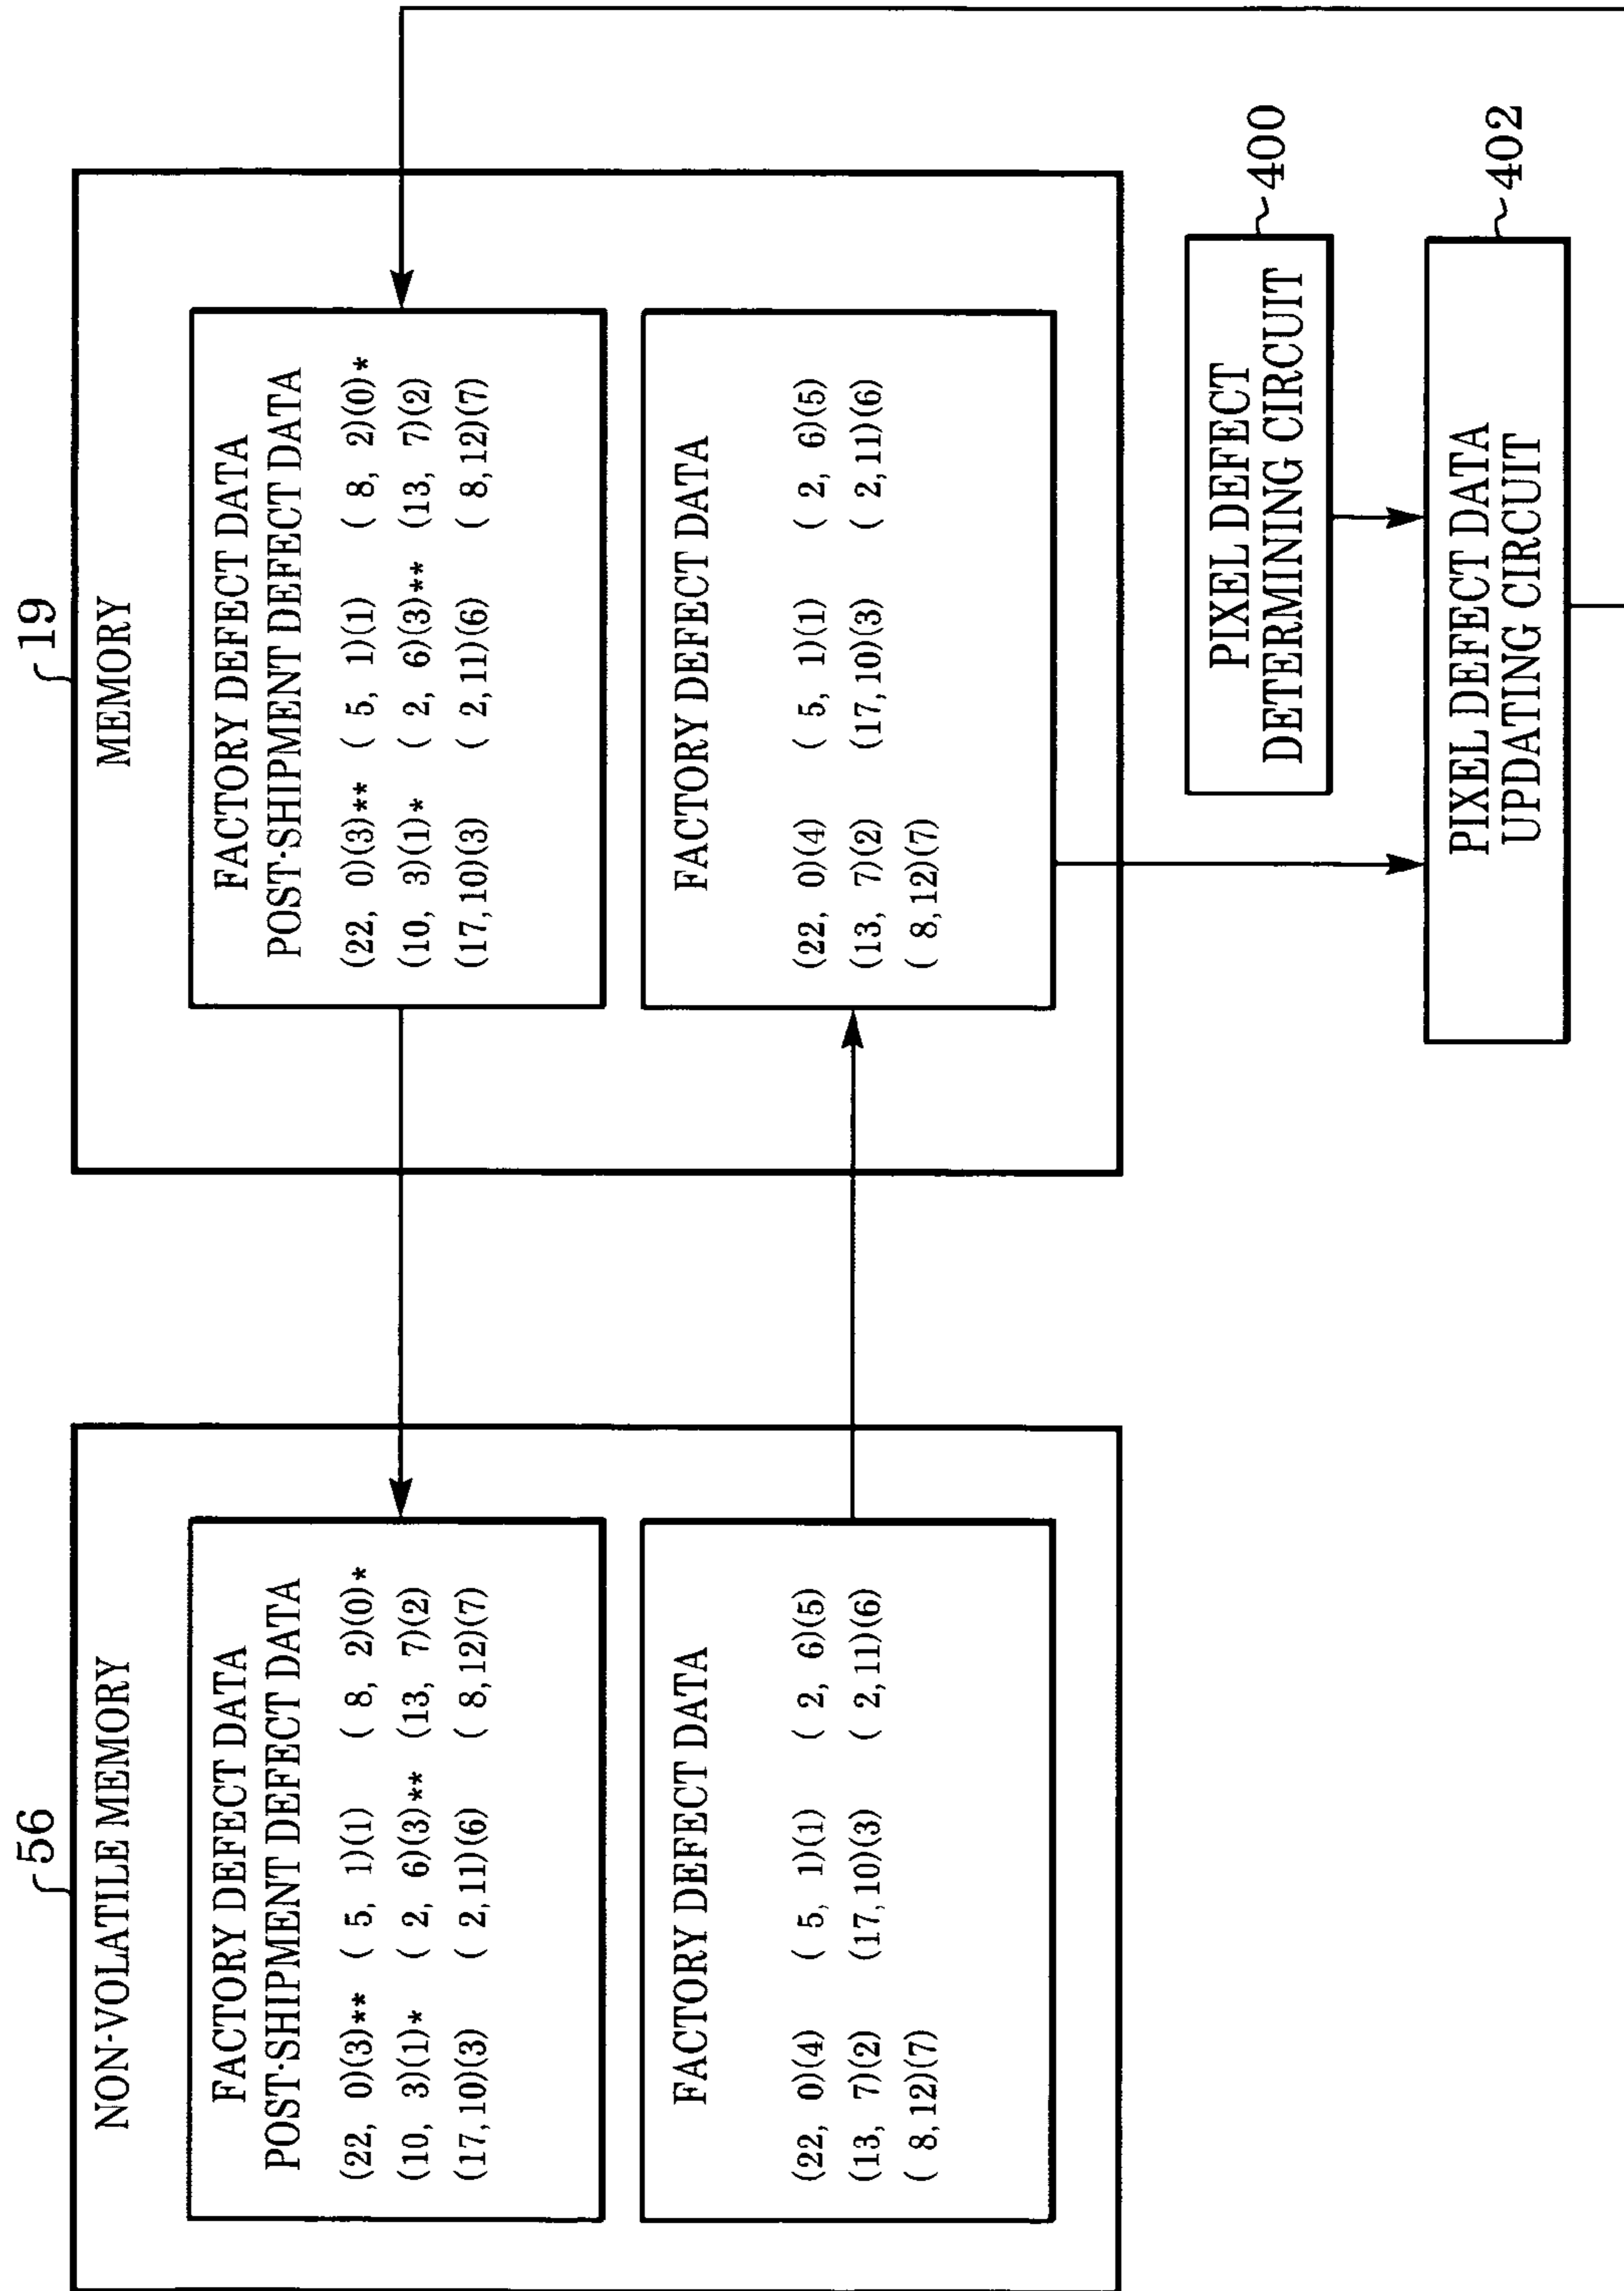 56
NON-VOLATILE MEMORY
FACTORY DEFECT DATA
POST-SHIPMENT DEFECT DATA
(22, 0)(3)** ( 5, 1)(1) ( 8, 2)(0)*
(10, 3)(1)* ( 2, 6)(3)** (13, 7)(2)
(17,10)(3) ( 2,11)(6) ( 8,12)(7)
FACTORY DEFECT DATA
(22, 0)(4) ( 5, 1)(1) ( 2, 6)(5)
(13, 7)(2) (17,10)(3) ( 2,11)(6)
( 8,12)(7)
19
MEMORY
FACTORY DEFECT DATA
POST-SHIPMENT DEFECT DATA
(22, 0)(3)** ( 5, 1)(1) ( 8, 2)(0)*
(10, 3)(1)* ( 2, 6)(3)** (13, 7)(2)
(17,10)(3) ( 2,11)(6) ( 8,12)(7)
FACTORY DEFECT DATA
(22, 0)(4) ( 5, 1)(1) ( 2, 6)(5)
(13, 7)(2) (17,10)(3) ( 2,11)(6)
( 8,12)(7)
PIXEL DEFECT
DETERMINING CIRCUIT
400
PIXEL DEFECT DATA
UPDATING CIRCUIT
402